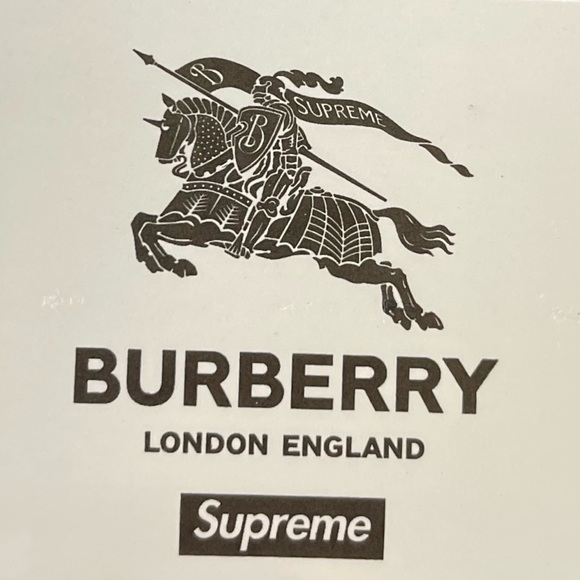 B
SUPREME
B
BURBERRY
LONDON ENGLAND
Supreme